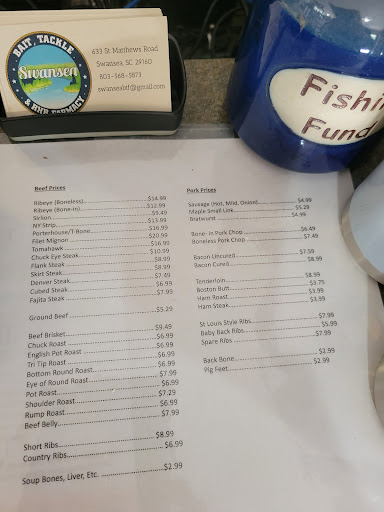 BAIT, TACKLE
Swansea
& BNB FARMACY
633 St Matthews Road
Swansea, SC 29160
803-568-3873
swanseabtf@gmail.com
Fishi
Fund
Beef Prices
Ribeye (Boneless)...$14.99
Ribeye (Bone-in)...$12.99
Sirloin...$9.49
NY Strip...$13.99
Porterhouse/T-Bone...$16.99
Filet Mignon...$20.99
Tomahawk...$16.99
Chuck Eye Steak...$10.99
Flank Steak...$8.99
Skirt Steak...$8.99
Denver Steak...$7.49
Cubed Steak...$6.99
Fajita Steak...$7.99
Ground Beef...$5.29
Beef Brisket...$9.49
Chuck Roast...$6.99
English Pot Roast...$6.99
Tri Tip Roast...$6.99
Bottom Round Roast...$6.99
Eye of Round Roast...$7.99
Pot Roast...$6.99
Shoulder Roast...$7.29
Rump Roast...$6.99
Beef Belly...$7.99
Short Ribs...$8.99
Country Ribs...$6.99
Soup Bones, Liver, Etc. ...$2.99
Pork Prices
Sausage (Hot, Mild, Onion)...$4.99
Maple Small Link...$5.29
Bratwurst...$4.99
Bone- in Pork Chop...$6.49
Boneless Pork Chop...$7.49
Bacon Uncured...$7.59
Bacon Cured...$8.99
Tenderloin...$8.99
Boston Butt...$3.75
Ham Roast...$3.99
Ham Steak...$3.99
St Louis Style Ribs...$7.99
Baby Back Ribs...$5.99
Spare Ribs...$7.99
Back Bone...$2.99
Pig Feet...$2.99